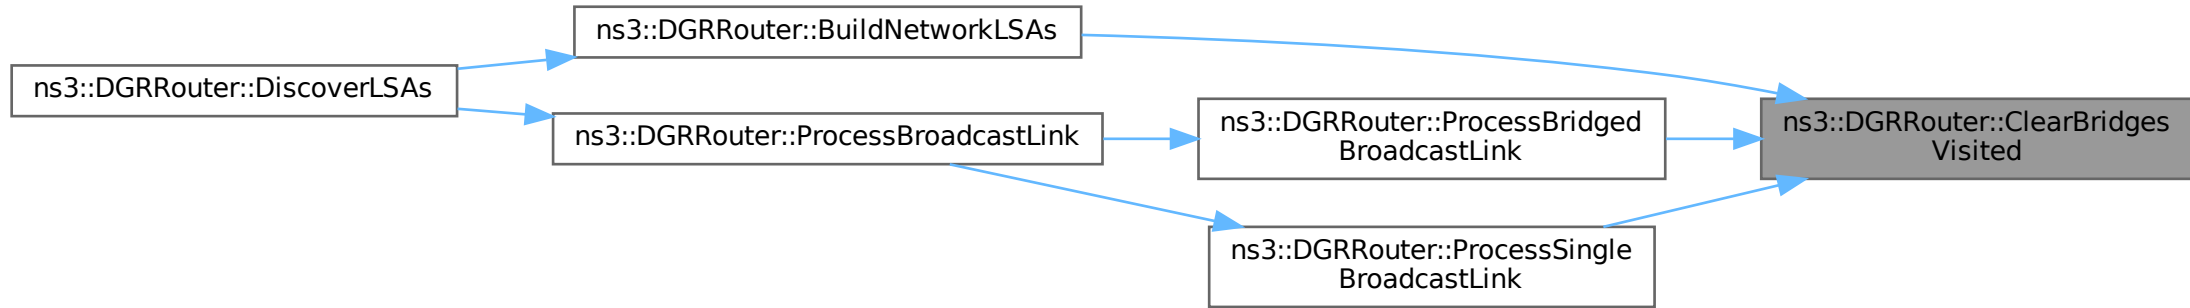 ns3::DGRRouter::BuildNetworkLSAs
ns3::DGRRouter::DiscoverLSAs
ns3::DGRRouter::ProcessBroadcastLink
ns3::DGRRouter::ProcessBridged
BroadcastLink
ns3::DGRRouter::ClearBridges
Visited
ns3::DGRRouter::ProcessSingle
BroadcastLink